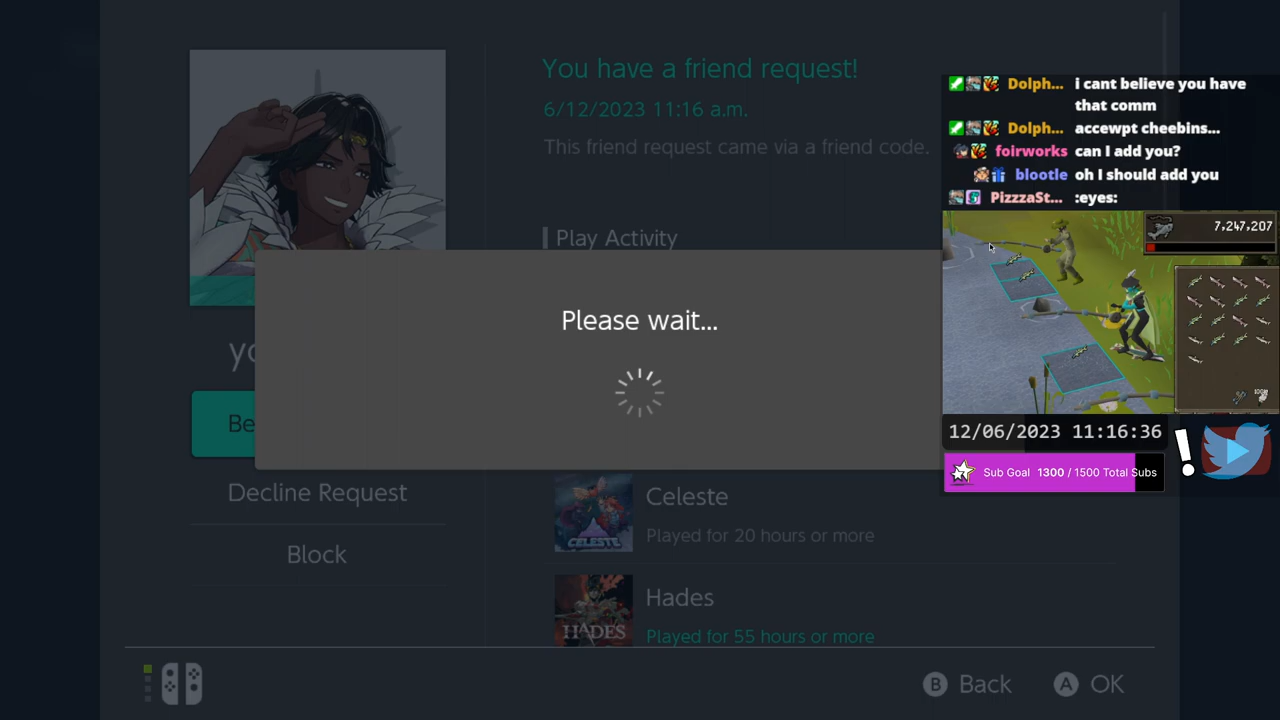 You have a friend request!
6/12/2023 11:16 a.m.
This friend request came via a friend code.
Play Activity
Please wait...
Be
Decline Request
Block
Celeste
Played for 20 hours or more
CELESTE
Hades
Played for 55 hours or more
HADES
B Back
A OK
Dolph... i cant believe you have
that comm
Dolph... accewpt cheebins...
foirworks can I add you?
blootle oh I should add you
PizzzaSt... :eyes:
7,247,207
12/06/2023 11:16:36
!
Sub Goal 1300 / 1500 Total Subs